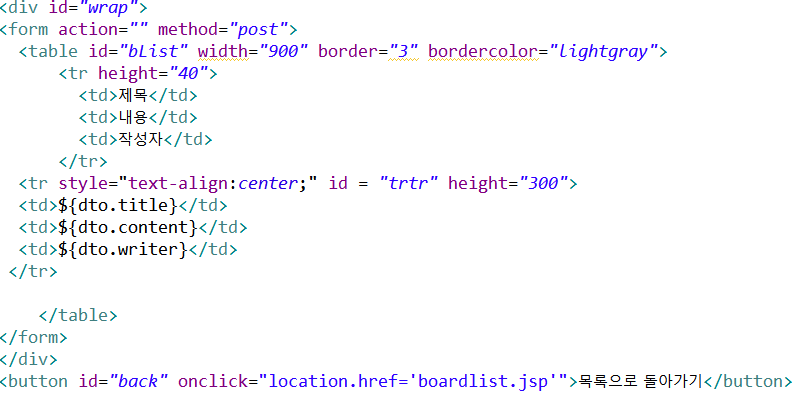 <div id="wrap">
<form action="" method="post">
<table id="bList" width="900" border="3" bordercolor="lightgray">
<tr height="40">
<td>제목</td>
<td>내용</td>
<td>작성자</td>
</tr>
<tr style="text-align:center;" id = "trtr" height="300">
<td>${dto.title}</td>
<td>${dto.content}</td>
<td>${dto.writer}</td>
</tr>
</table>
</form>
</div>
<button id="back" onclick="location.href='boardlist.jsp'">목록으로 돌아가기</button>